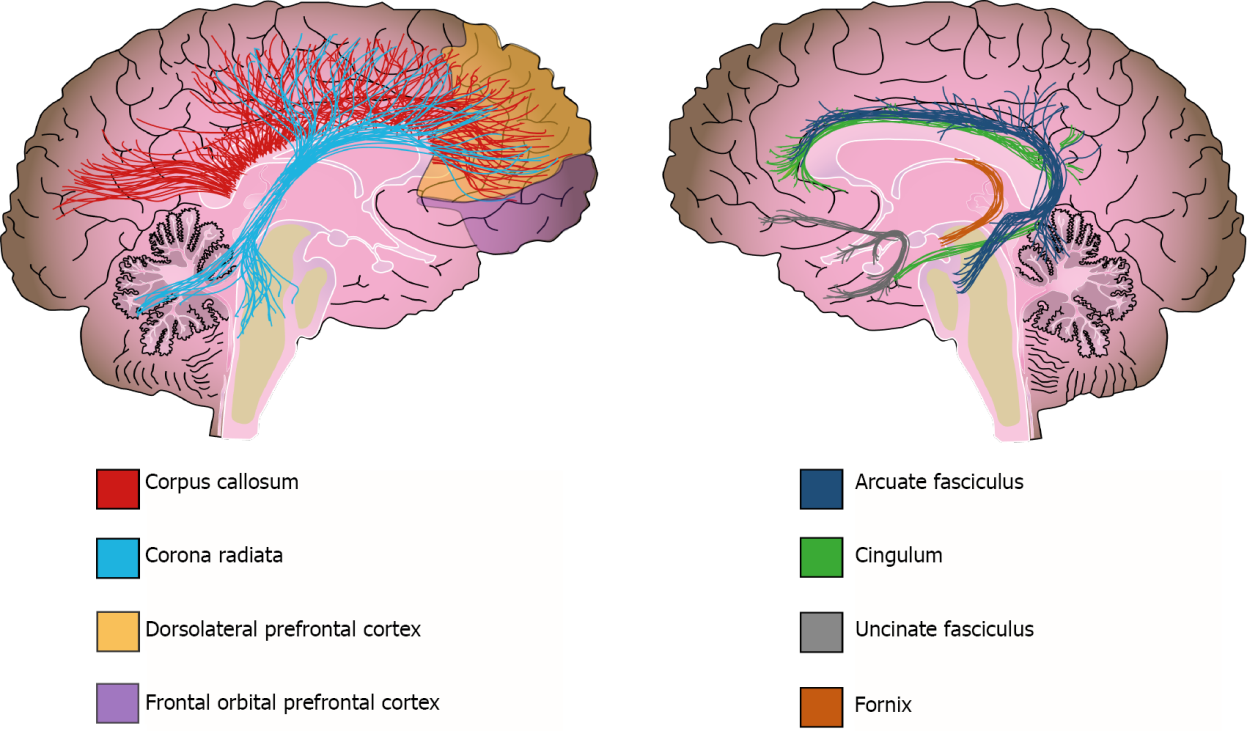 Corpus callosum
Corona radiata
Dorsolateral prefrontal cortex
Frontal orbital prefrontal cortex
Arcuate fasciculus
Cingulum
Uncinate fasciculus
Fornix